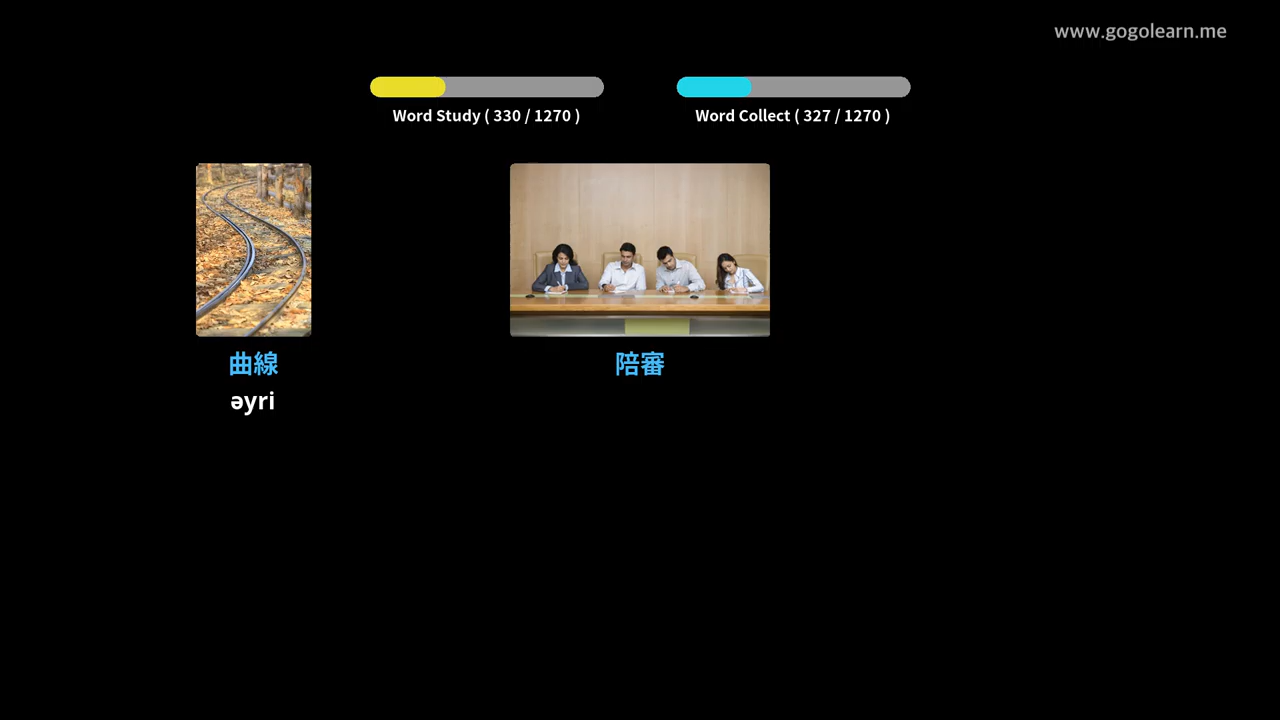 www.gogolearn.me
Word Study ( 330 / 1270 )
Word Collect ( 327 / 1270 )
曲線
əyri
陪審